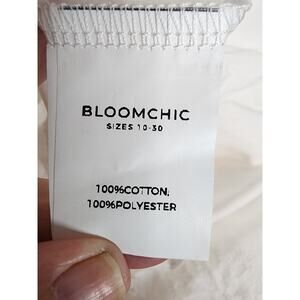 BLOOMCHIC
SIZES 10-30
100%COTTON;
100%POLYESTER